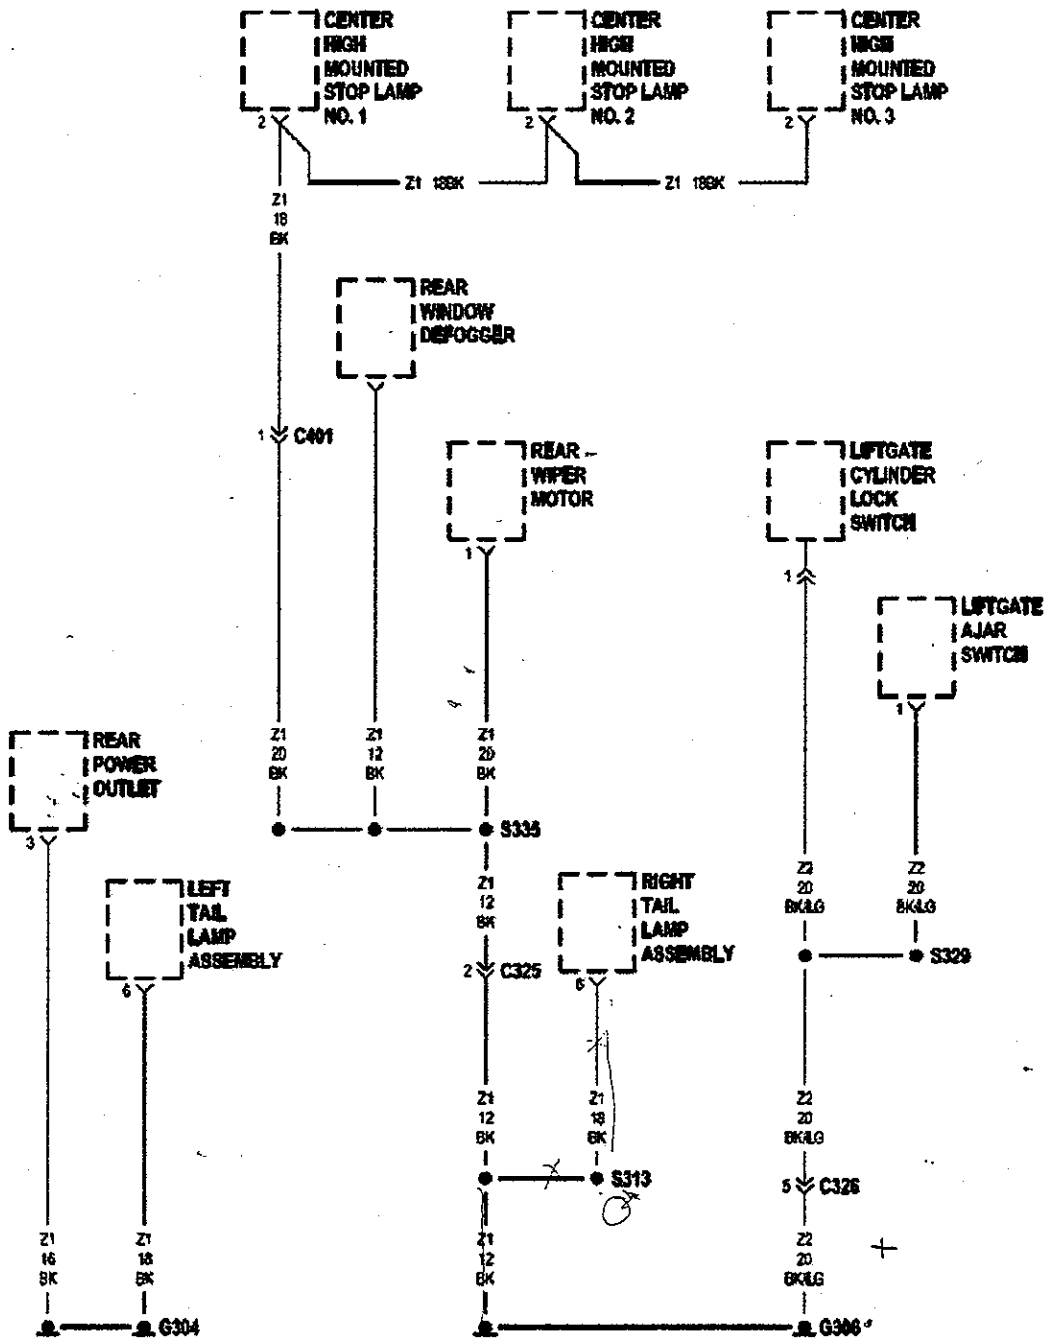 CENTER
HIGH
MOUNTED
STOP LAMP
NO. 1
2
CENTER
HIGH
MOUNTED
STOP LAMP
NO. 2
2
CENTER
HIGH
MOUNTED
STOP LAMP
NO. 3
2
Z1 18BK
Z1 18BK
Z1
18
BK
REAR
WINDOW
DEFOGGER
1
C401
REAR
WIPER
MOTOR
1
LIFTGATE
CYLINDER
LOCK
SWITCH
1
LIFTGATE
AJAR
SWITCH
1
REAR
POWER
OUTLET
3
Z1
20
BK
Z1
12
BK
Z1
20
BK
S335
LEFT
TAIL
LAMP
ASSEMBLY
6
Z1
12
BK
2
C325
RIGHT
TAIL
LAMP
ASSEMBLY
6
Z2
20
BK/LG
Z2
20
BK/LG
S329
Z1
12
BK
Z1
18
BK
S313
Z2
20
BK/LG
5
C326
Z1
16
BK
Z1
18
BK
G304
Z1
12
BK
Z2
20
BK/LG
G306